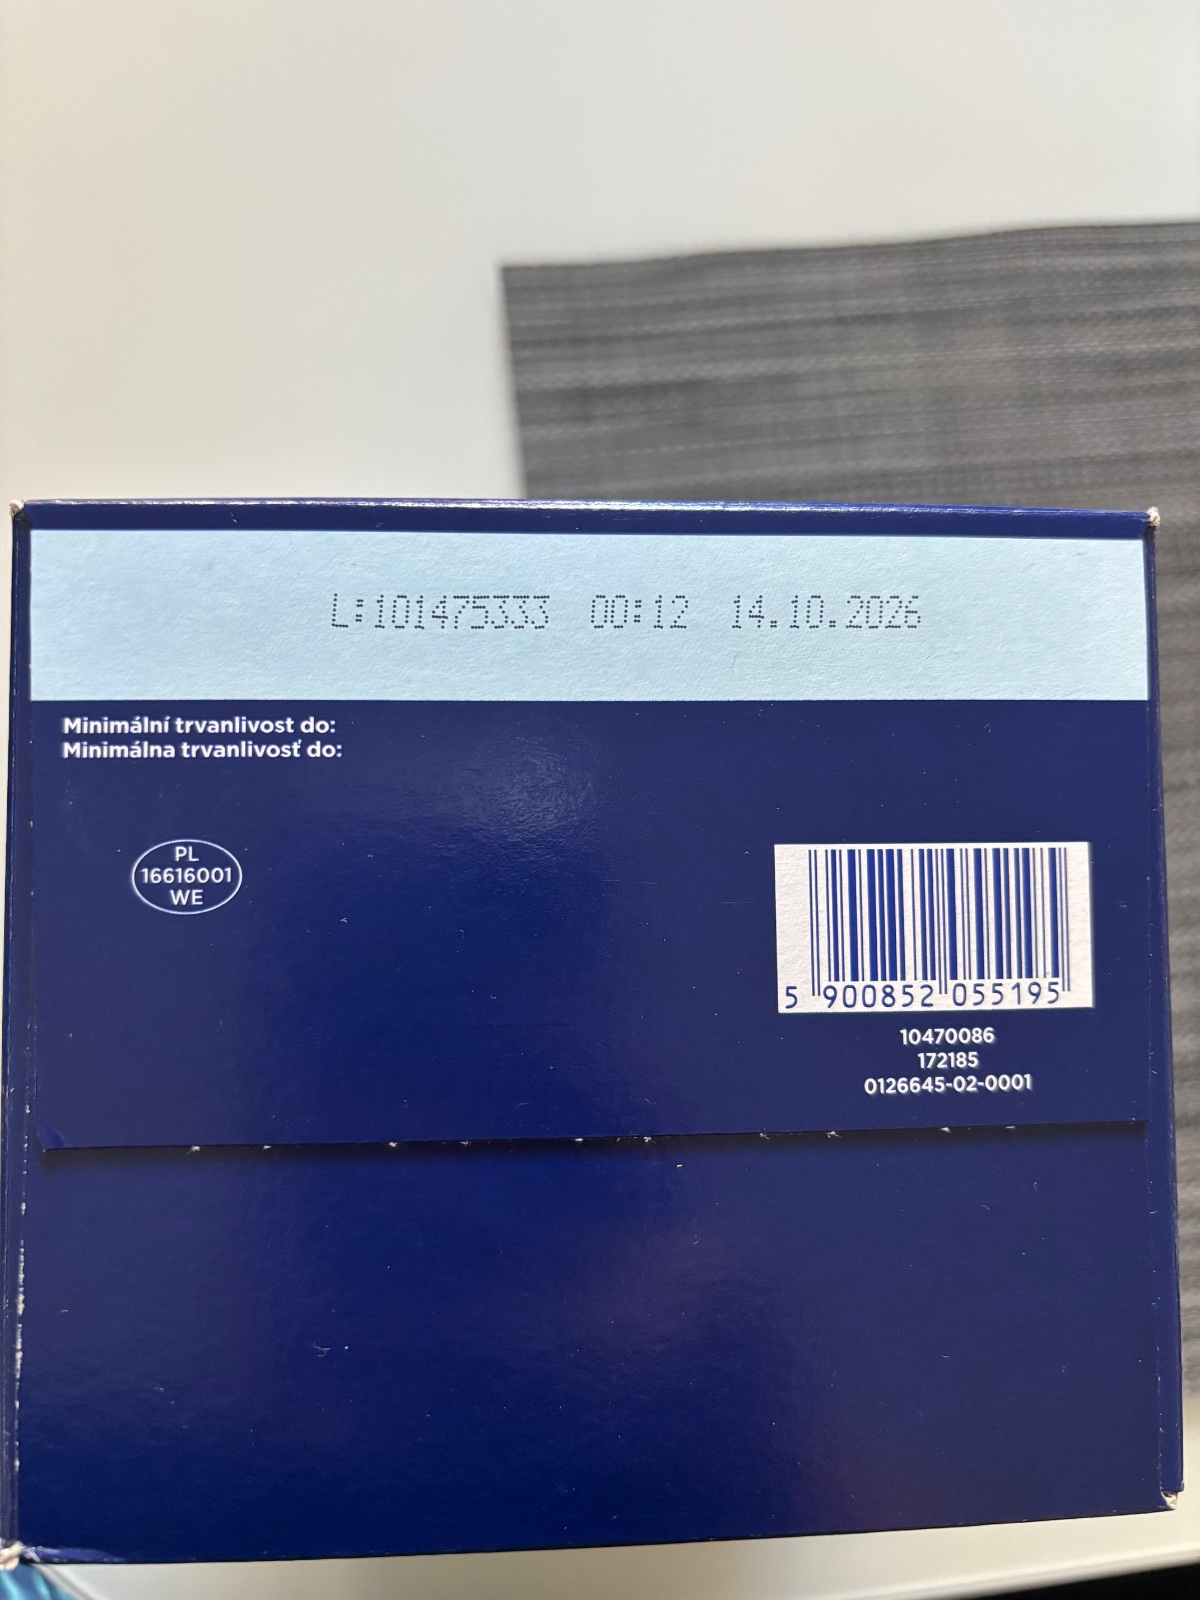 L:101475333 00:12 14.10.2026
Minimální trvanlivost do:
Minimálna trvanlivosť do:
PL
16616001
WE
5 900852 055195
10470086
172185
0126645-02-0001